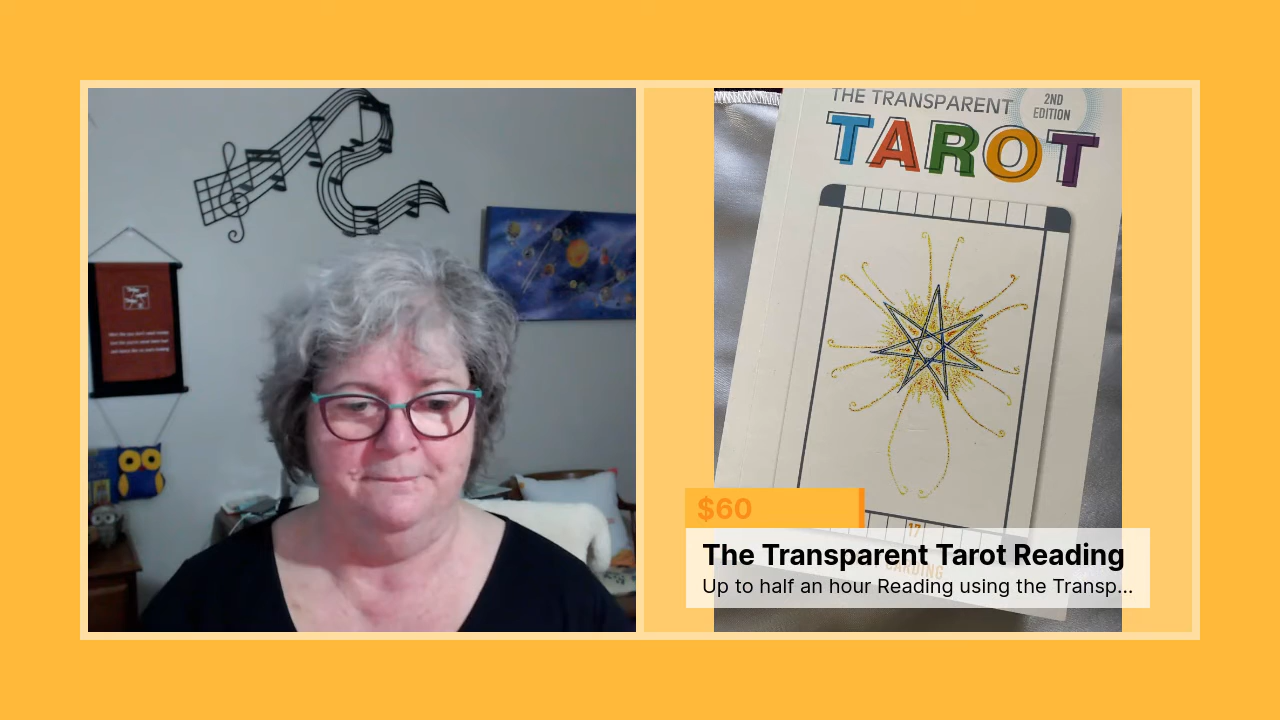 THE TRANSPARENT
2ND
EDITION
TAROT
17
$60
The Transparent Tarot Reading
Up to half an hour Reading using the Transp...